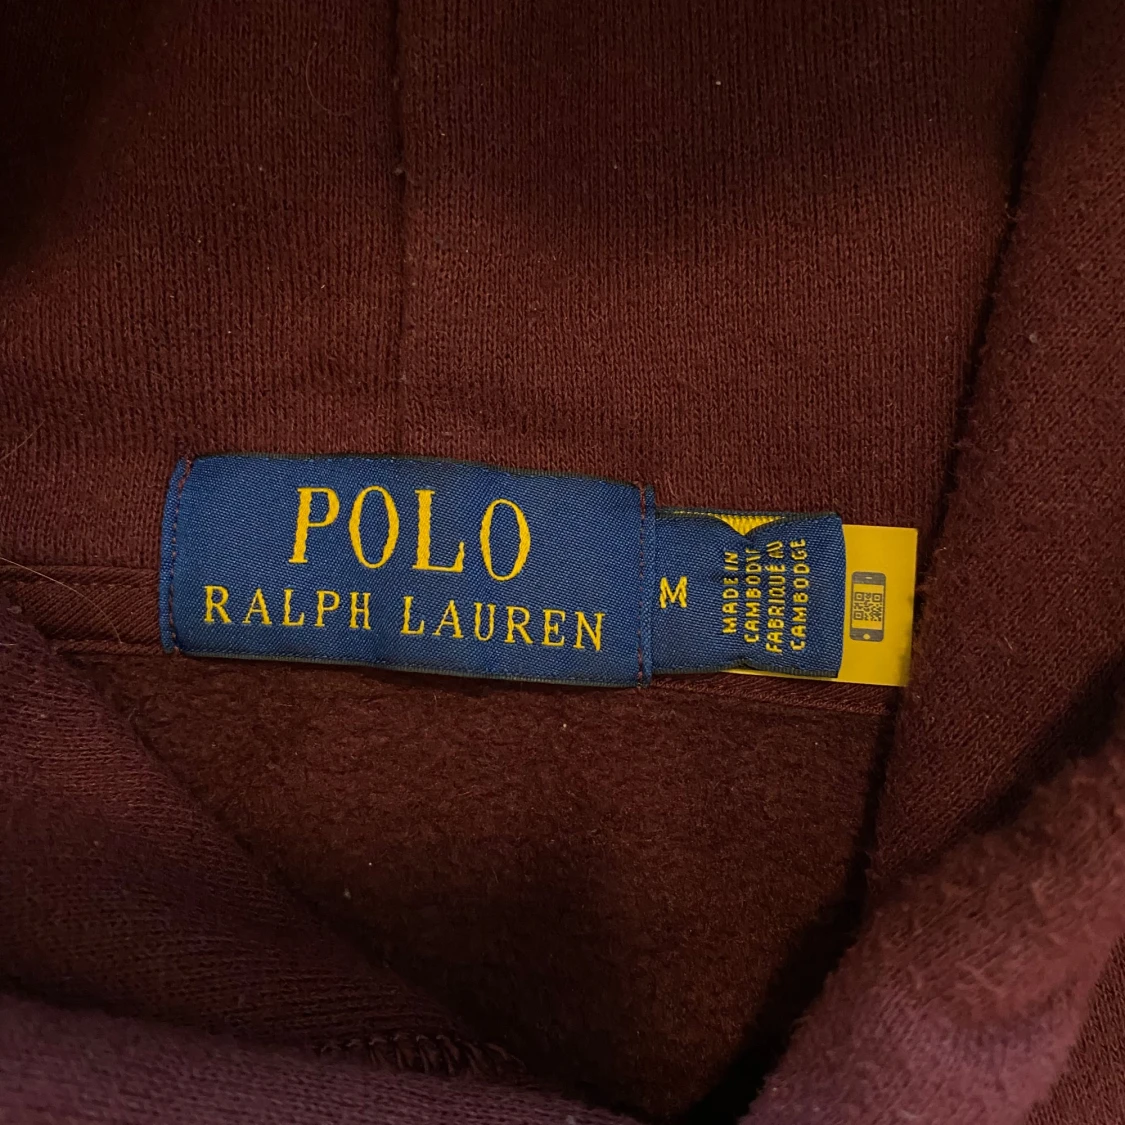 POLO
RALPH LAUREN
M
MADE IN
CAMBODIA
FABRIQUÉ AU
CAMBODGE